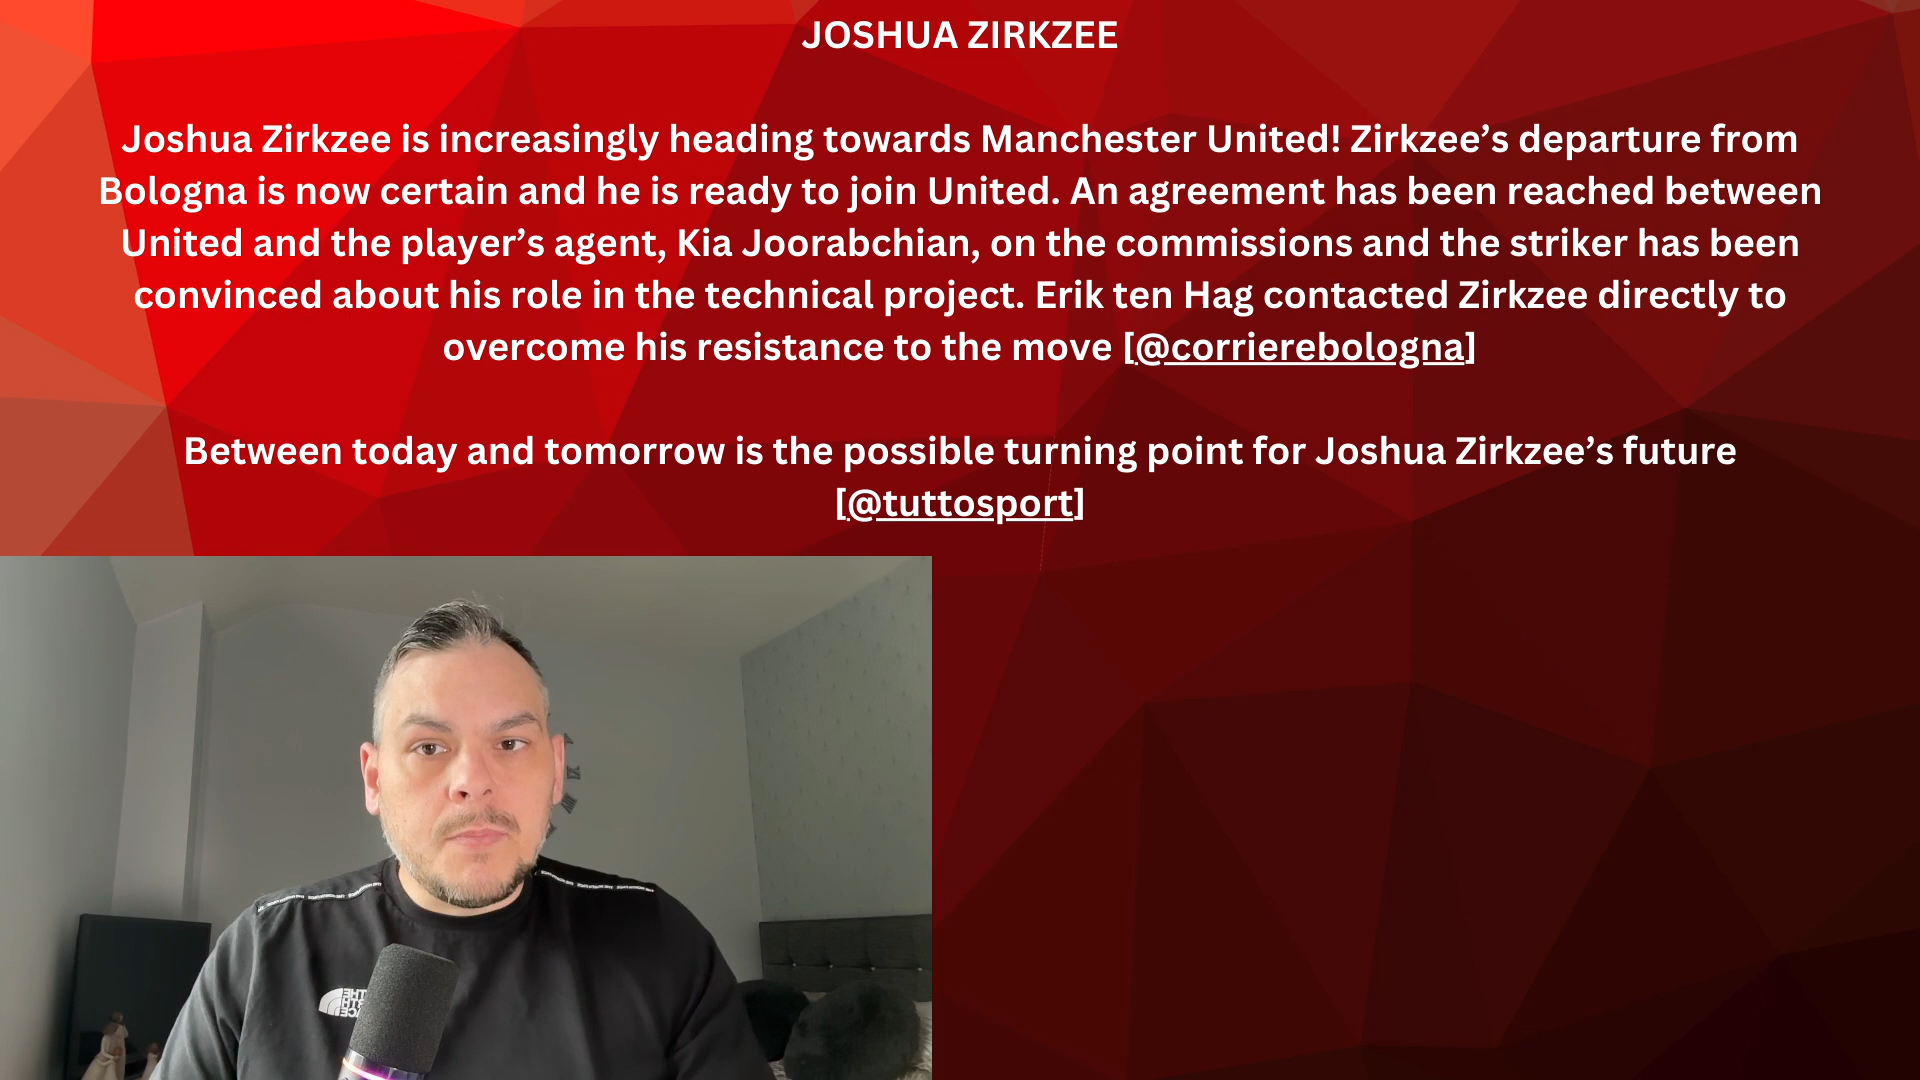 JOSHUA ZIRKZEE
Joshua Zirkzee is increasingly heading towards Manchester United! Zirkzee’s departure from
Bologna is now certain and he is ready to join United. An agreement has been reached between
United and the player’s agent, Kia Joorabchian, on the commissions and the striker has been
convinced about his role in the technical project. Erik ten Hag contacted Zirkzee directly to
overcome his resistance to the move [@corrierebologna]
Between today and tomorrow is the possible turning point for Joshua Zirkzee’s future
[@tuttosport]